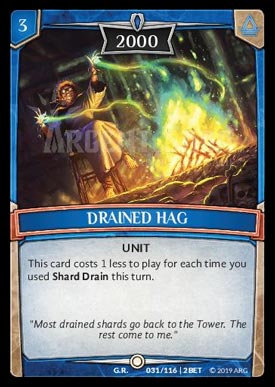 3
2000
DRAINED HAG
UNIT
This card costs 1 less to play for each time you
used Shard Drain this turn.
"Most drained shards go back to the Tower. The
rest come to me."
G.R. 031/116 | 2BET © 2019 ARG